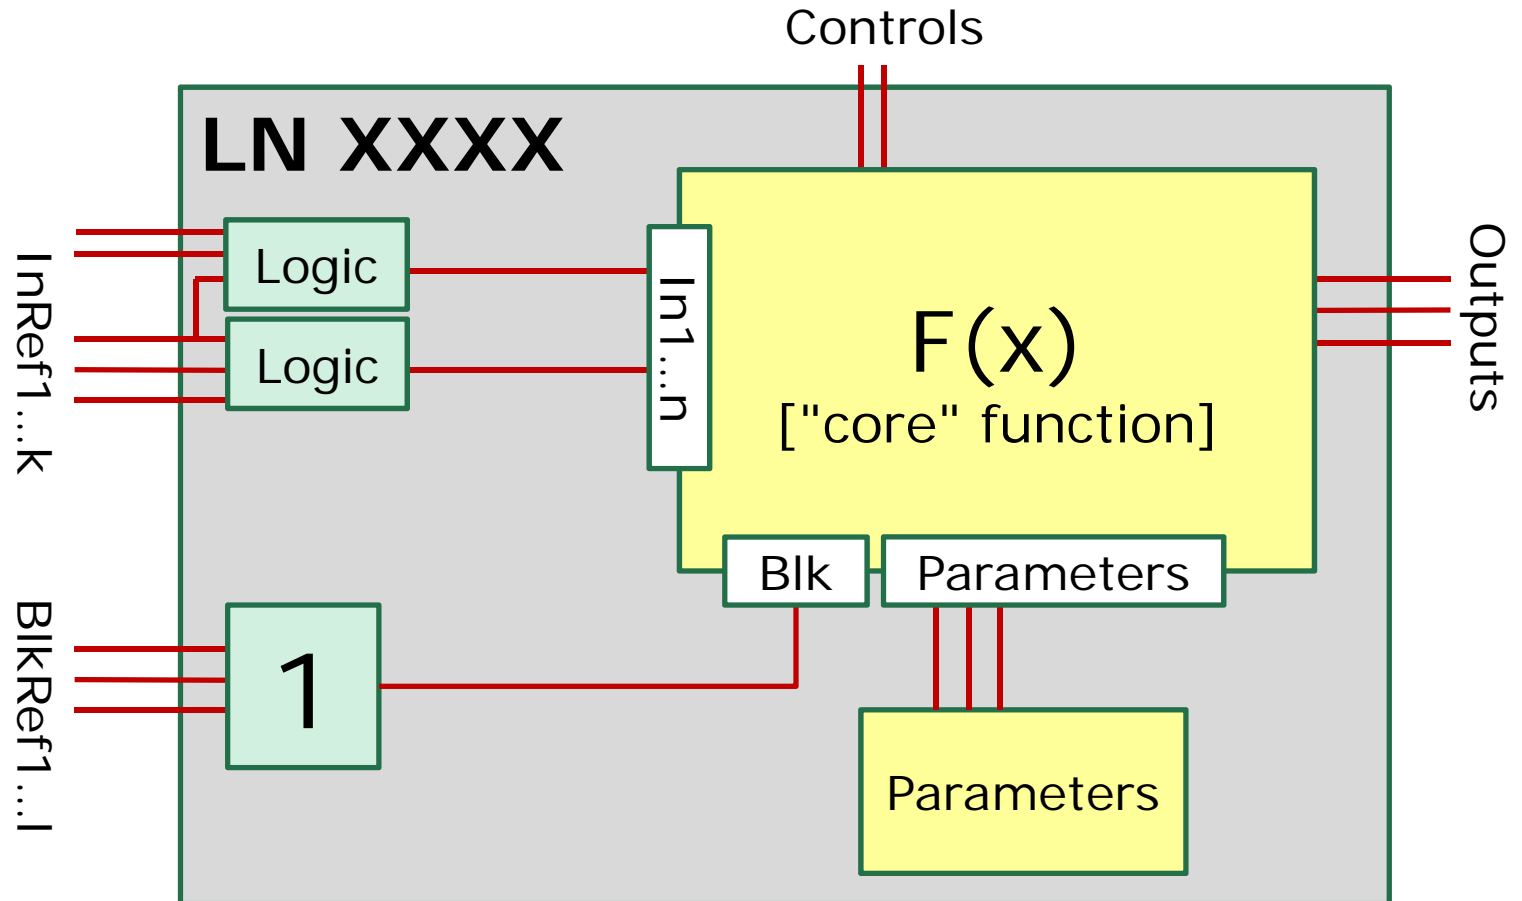 Controls
LN XXXX
Logic
Logic
InRef1....k
In1...n
F(x)
["core" function]
Outputs
Blk
Parameters
BlkRef1....l
1
Parameters